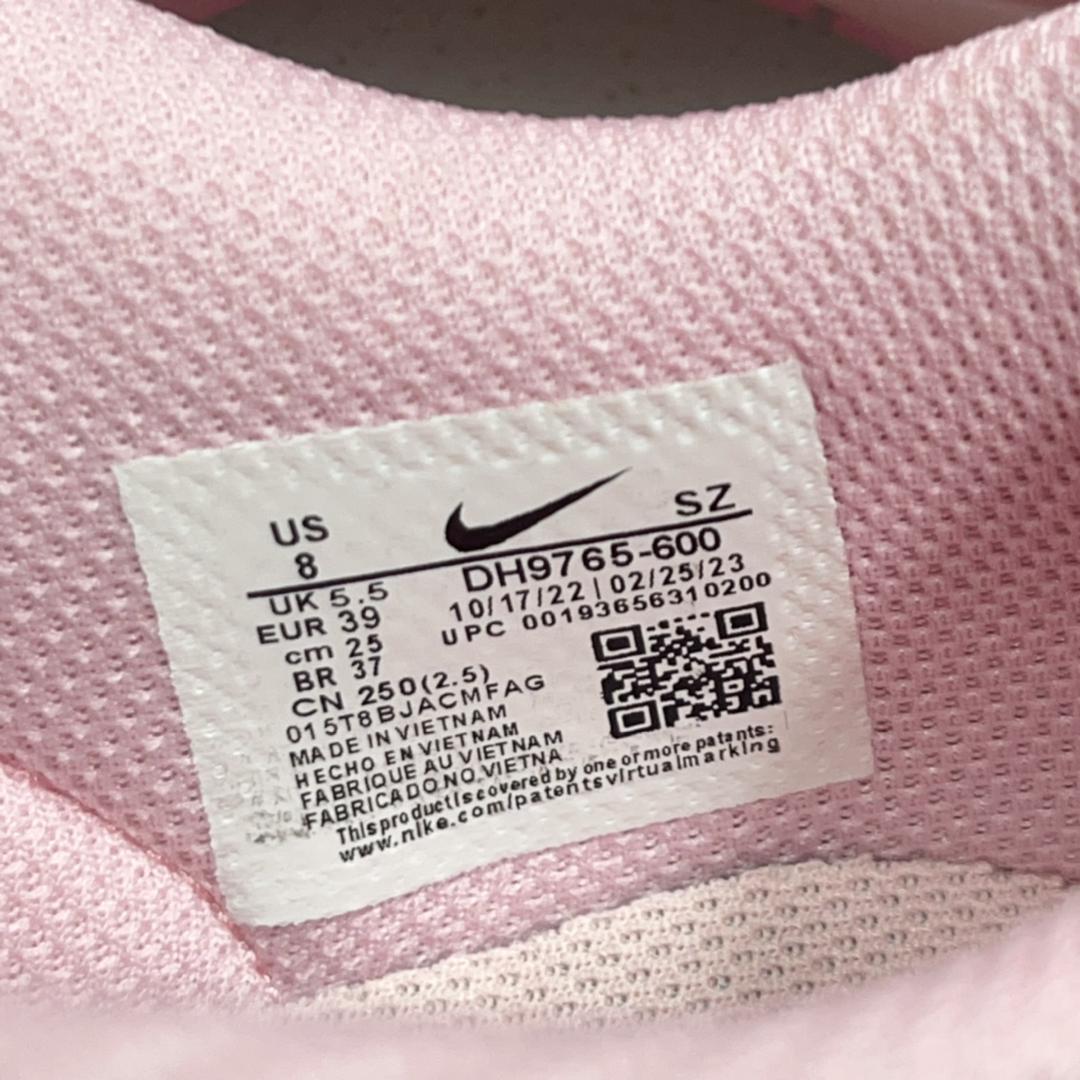 US
8
SZ
UK 5.5
EUR 39
cm 25
BR 37
CN 250(2.5)
DH9765-600
10/17/22 | 02/25/23
UPC 00193656310200
015T8BJACMFAG
MADE IN VIETNAM
HECHO EN VIETNAM
FABRIQUE AU VIETNAM
FABRICADO NO VIETNA
This product is covered by one or more patants:
www.nike.com/patentsvirtualmarking